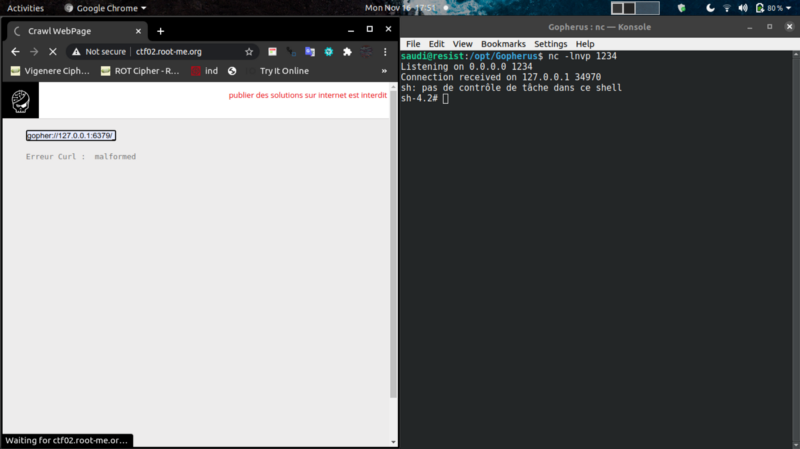 Activities
Google Chrome
Mon Nov 16 17:51
80 %
Crawl WebPage
Not secure
ctf02.root-me.org
Vigenere Ciph…
ROT Cipher - R…
ind
Try It Online
»
publier des solutions sur internet est interdit
gopher://127.0.0.1:6379/
Erreur Curl : malformed
Waiting for ctf02.root-me.or…
Gopherus : nc — Konsole
File Edit View Bookmarks Settings Help
saudi@resist:/opt/Gopherus$ nc -lnvp 1234
Listening on 0.0.0.0 1234
Connection received on 127.0.0.1 34970
sh: pas de contrôle de tâche dans ce shell
sh-4.2#